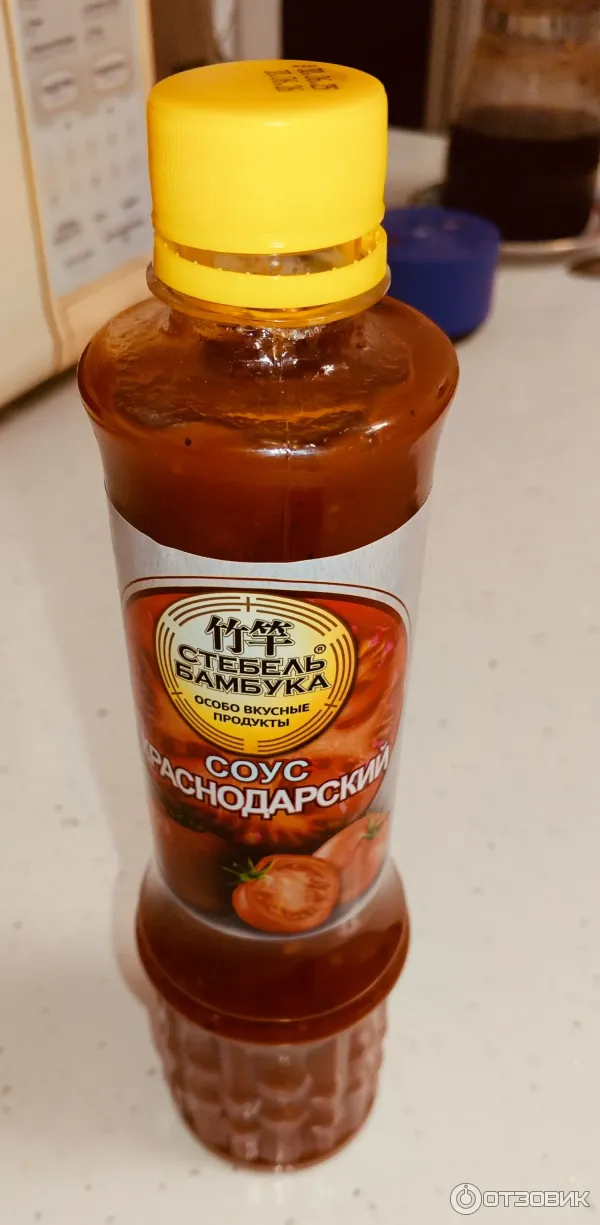 竹竿
СТЕБЕЛЬ®
БАМБУКА
ОСОБО ВКУСНЫЕ
ПРОДУКТЫ
СОУС
КРАСНОДАРСКИЙ
ОТЗОВИК